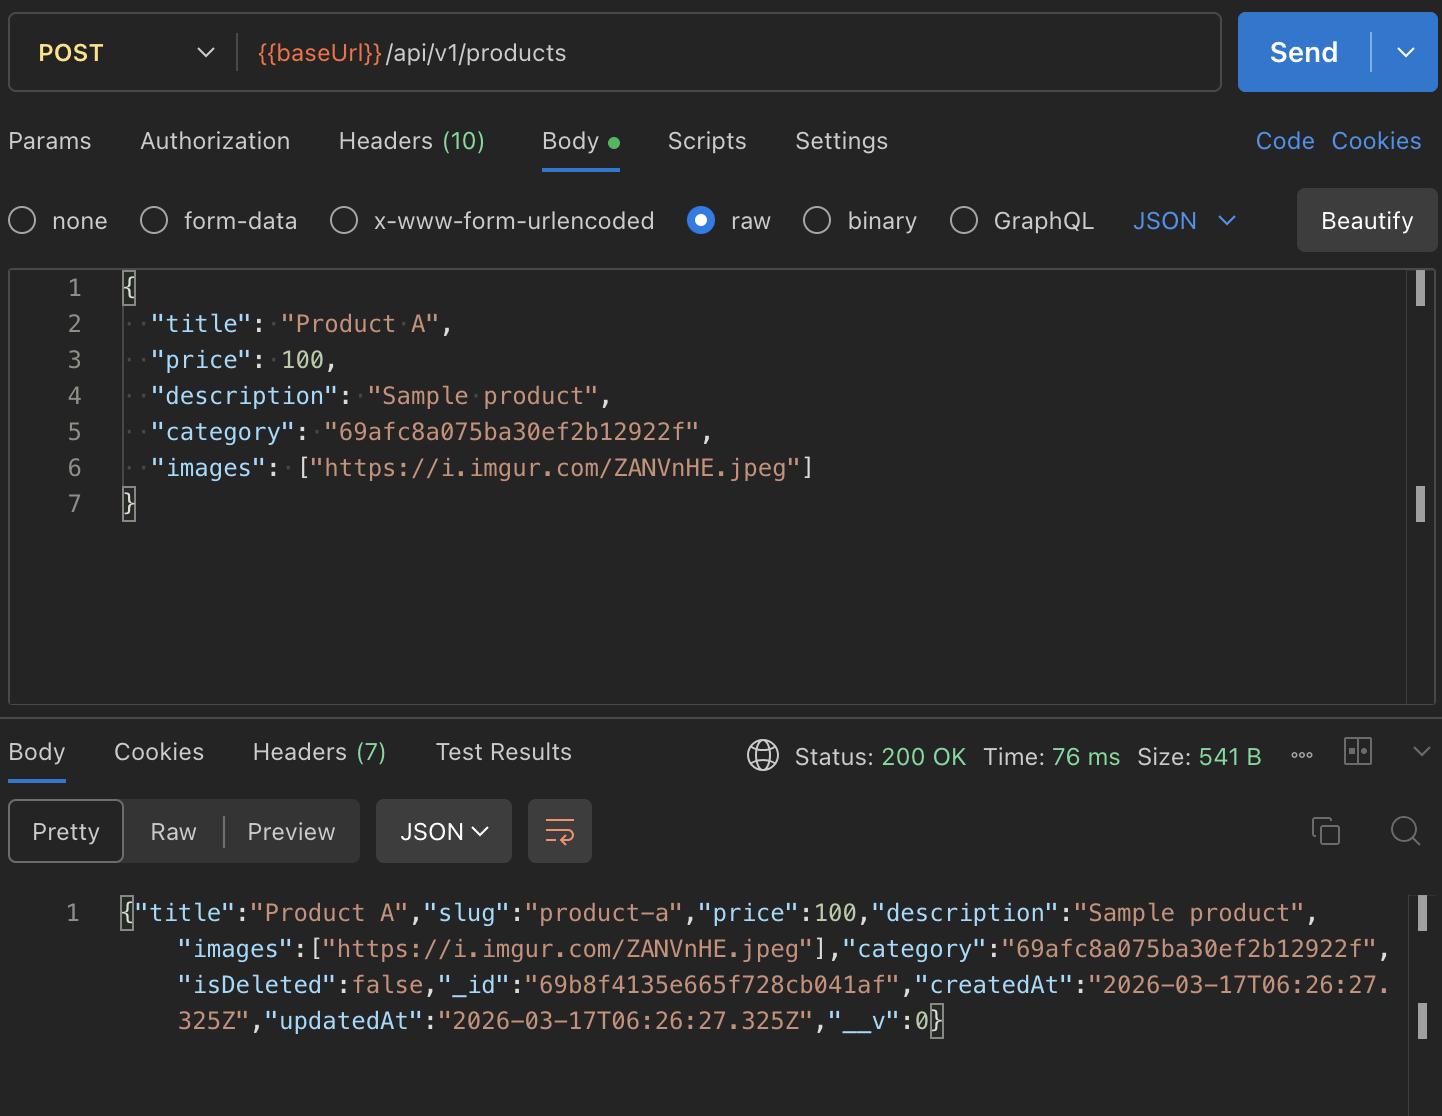 POST {{baseUrl}}/api/v1/products Send
Params Authorization Headers (10) Body Scripts Settings Code Cookies
none form-data x-www-form-urlencoded raw binary GraphQL JSON Beautify
1 {
2 "title": "Product A",
3 "price": 100,
4 "description": "Sample product",
5 "category": "69afc8a075ba30ef2b12922f",
6 "images": ["https://i.imgur.com/ZANVnHE.jpeg"]
7 }
Body Cookies Headers (7) Test Results Status: 200 OK Time: 76 ms Size: 541 B
Pretty Raw Preview JSON
1 {"title":"Product A","slug":"product-a","price":100,"description":"Sample product",
"images":["https://i.imgur.com/ZANVnHE.jpeg"],"category":"69afc8a075ba30ef2b12922f",
"isDeleted":false,"_id":"69b8f4135e665f728cb041af","createdAt":"2026-03-17T06:26:27.
325Z","updatedAt":"2026-03-17T06:26:27.325Z","__v":0}